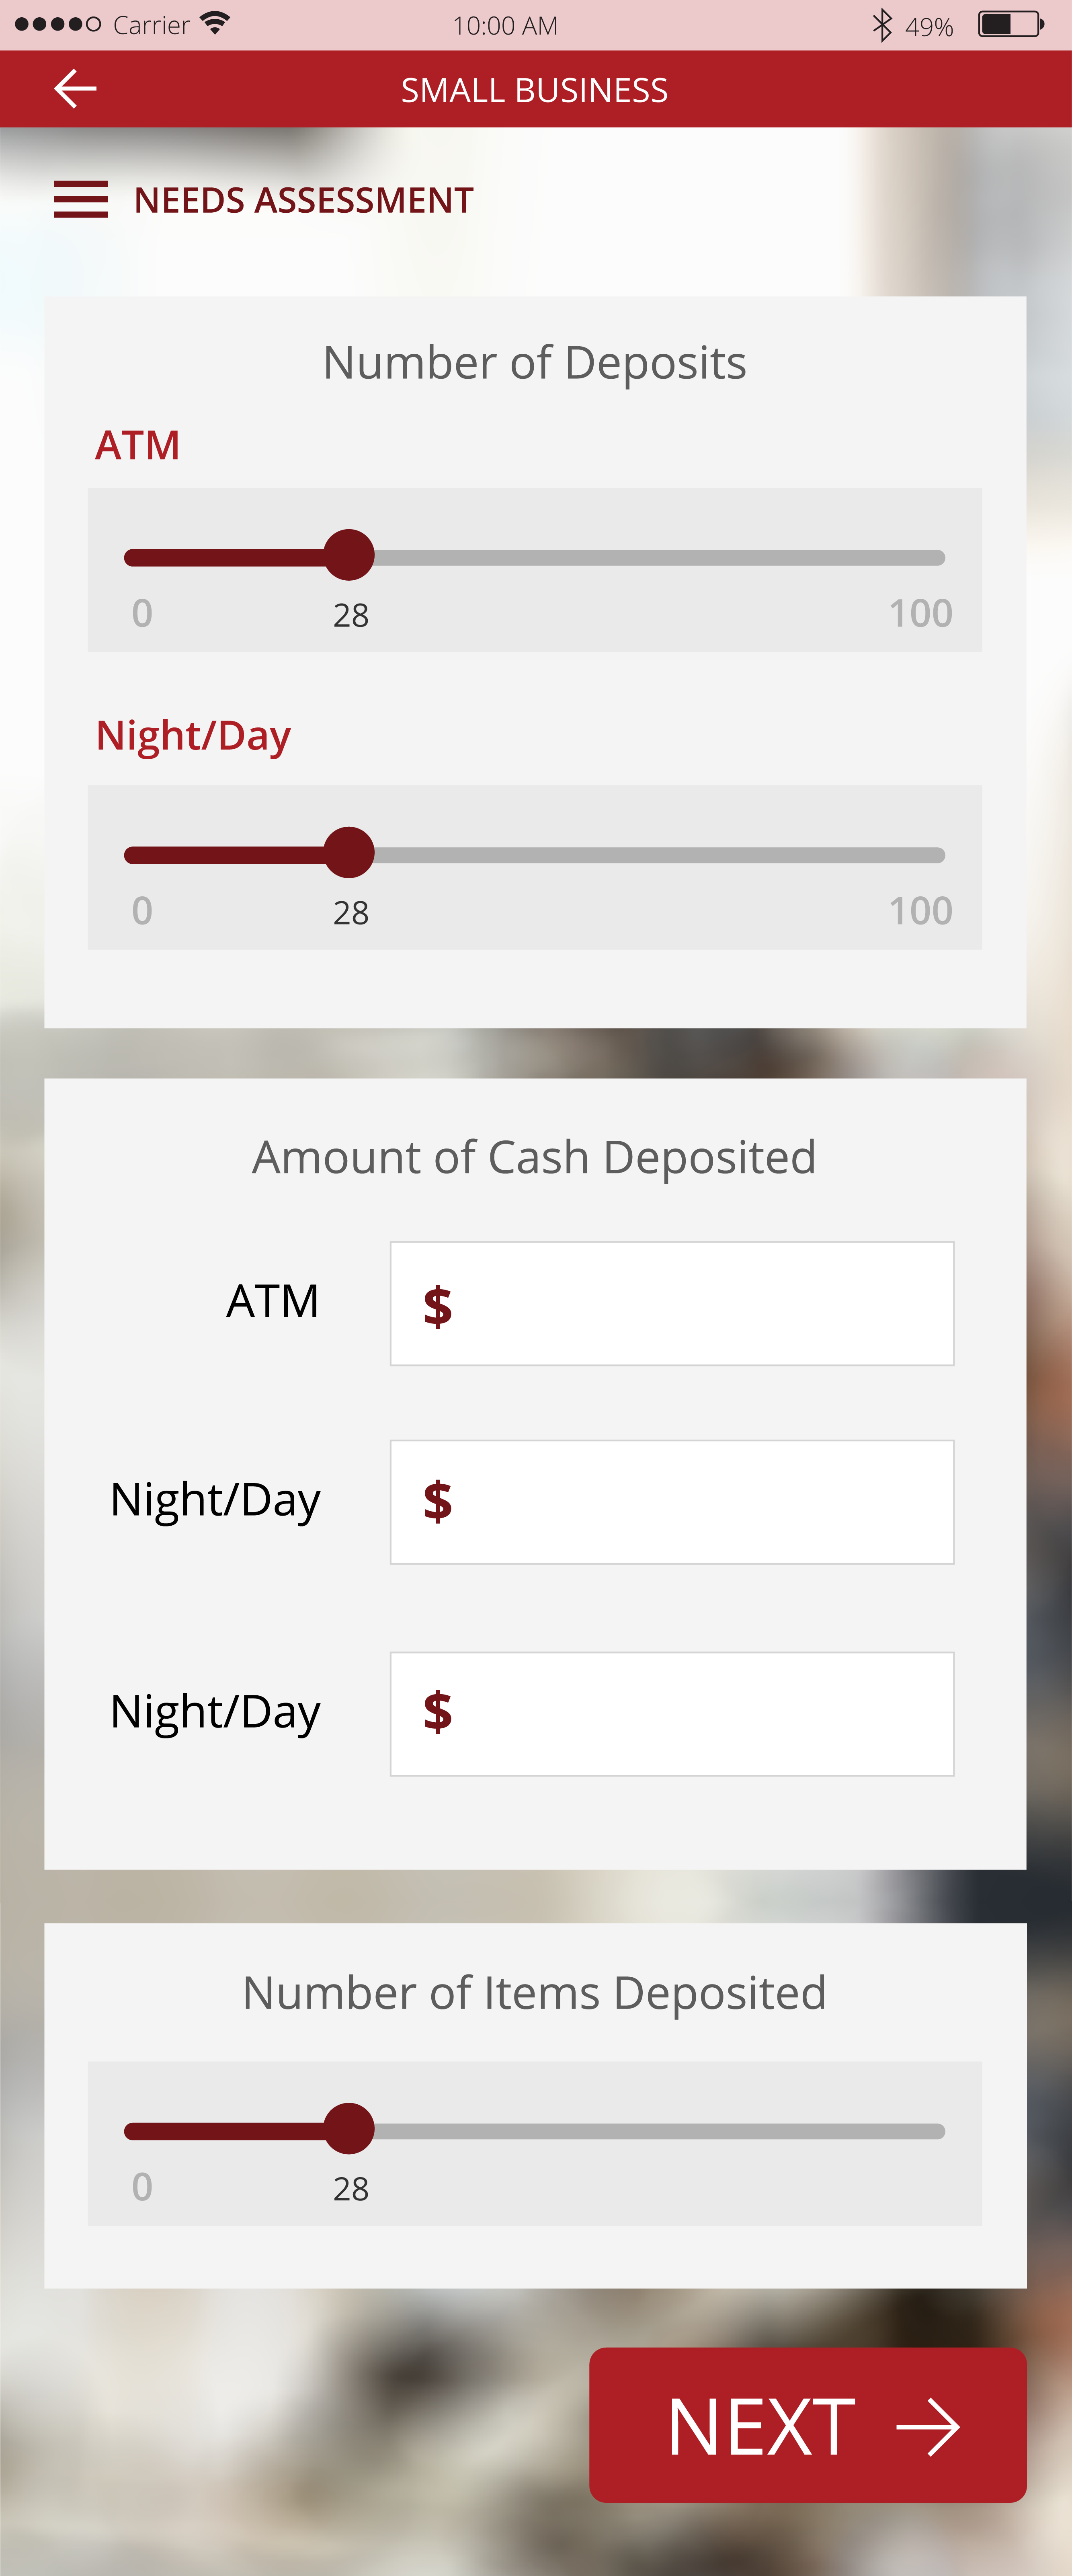 Carrier 10:00 AM 49%
SMALL BUSINESS
NEEDS ASSESSMENT
Number of Deposits
ATM
0 28 100
Night/Day
0 28 100
Amount of Cash Deposited
ATM $
Night/Day $
Night/Day $
Number of Items Deposited
0 28
NEXT